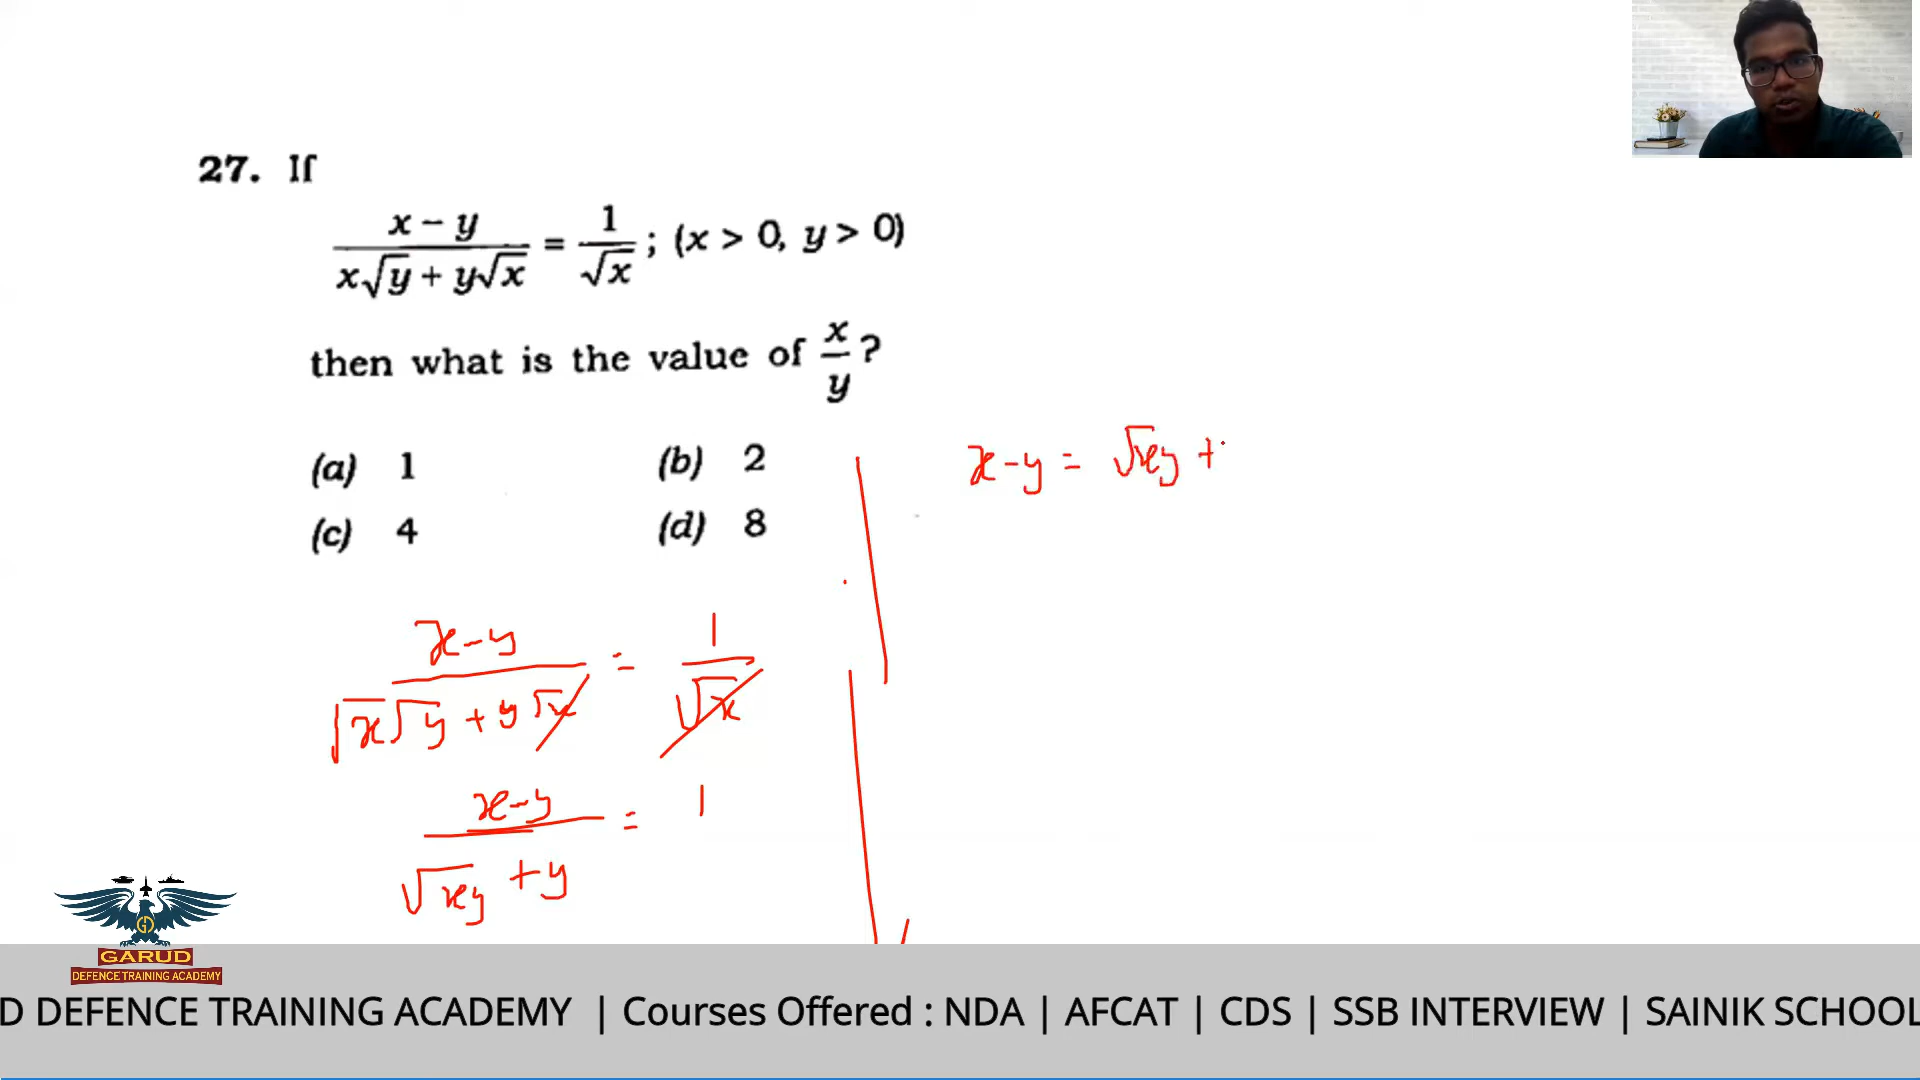 27. If
x - y / x√y + y√x = 1 / √x ; (x > 0, y > 0)
then what is the value of x/y ?
(a) 1 (b) 2
(c) 4 (d) 8
x-y = √xy +
x-y / √x√y + y√x = 1 / √x
x-y / √xy + y = 1
GARUD
DEFENCE TRAINING ACADEMY
D DEFENCE TRAINING ACADEMY | Courses Offered : NDA | AFCAT | CDS | SSB INTERVIEW | SAINIK SCHOOL